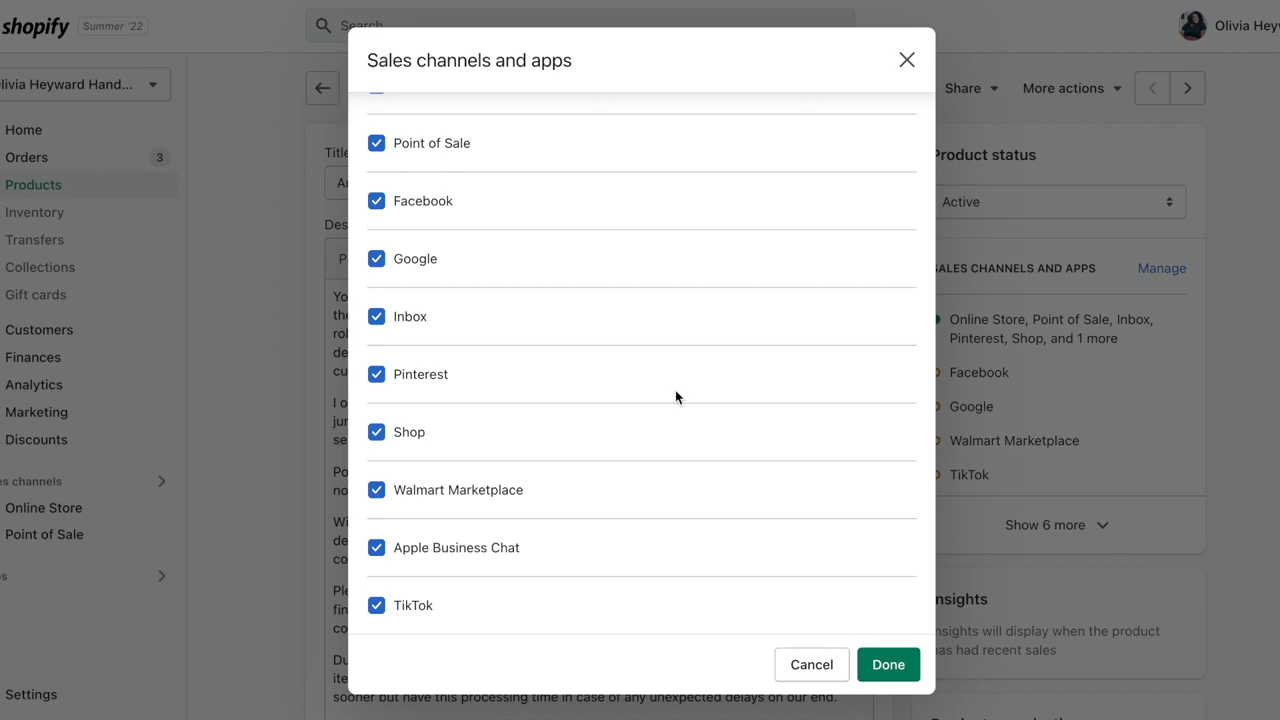 shopify
Summer '22
Search
Olivia Hey
livia Heyward Hand...
Home
Orders
3
Products
Inventory
Transfers
Collections
Gift cards
Customers
Finances
Analytics
Marketing
Discounts
es channels
Online Store
Point of Sale
Settings
Share
More actions
Title
Sales channels and apps
Point of Sale
Facebook
Google
Inbox
Pinterest
Shop
Walmart Marketplace
Apple Business Chat
TikTok
Cancel
Done
sooner but have this processing time in case of any unexpected delays on our end.
Product status
Active
SALES CHANNELS AND APPS
Manage
Online Store, Point of Sale, Inbox,
Pinterest, Shop, and 1 more
Facebook
Google
Walmart Marketplace
TikTok
Show 6 more
Insights
Insights will display when the product
has had recent sales